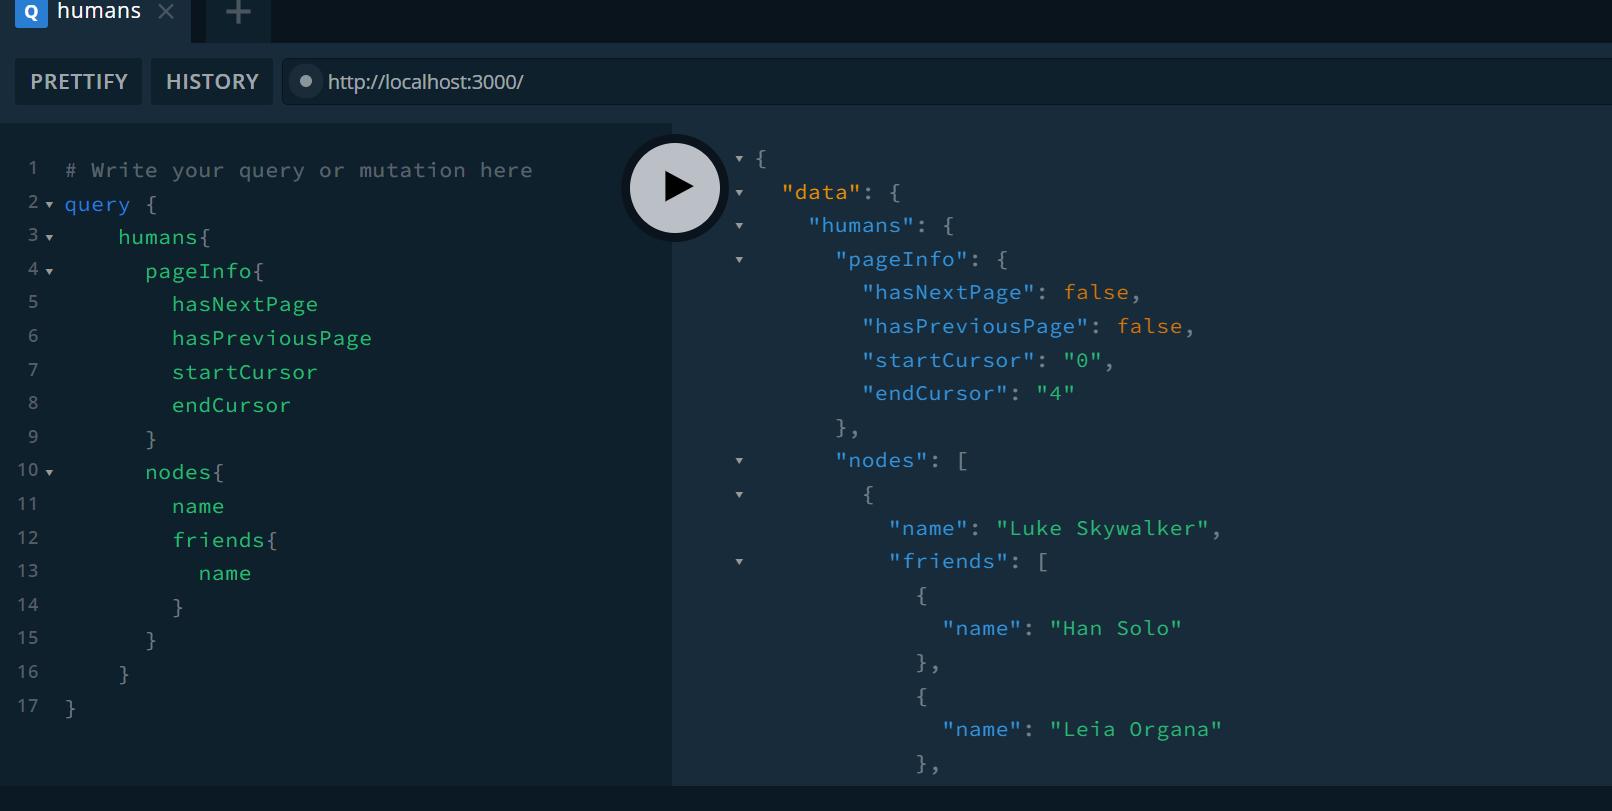 Q humans
PRETTIFY HISTORY http://localhost:3000/
1 # Write your query or mutation here
2 query {
3 humans{
4 pageInfo{
5 hasNextPage
6 hasPreviousPage
7 startCursor
8 endCursor
9 }
10 nodes{
11 name
12 friends{
13 name
14 }
15 }
16 }
17 }
{
"data": {
"humans": {
"pageInfo": {
"hasNextPage": false,
"hasPreviousPage": false,
"startCursor": "0",
"endCursor": "4"
},
"nodes": [
{
"name": "Luke Skywalker",
"friends": [
{
"name": "Han Solo"
},
{
"name": "Leia Organa"
},